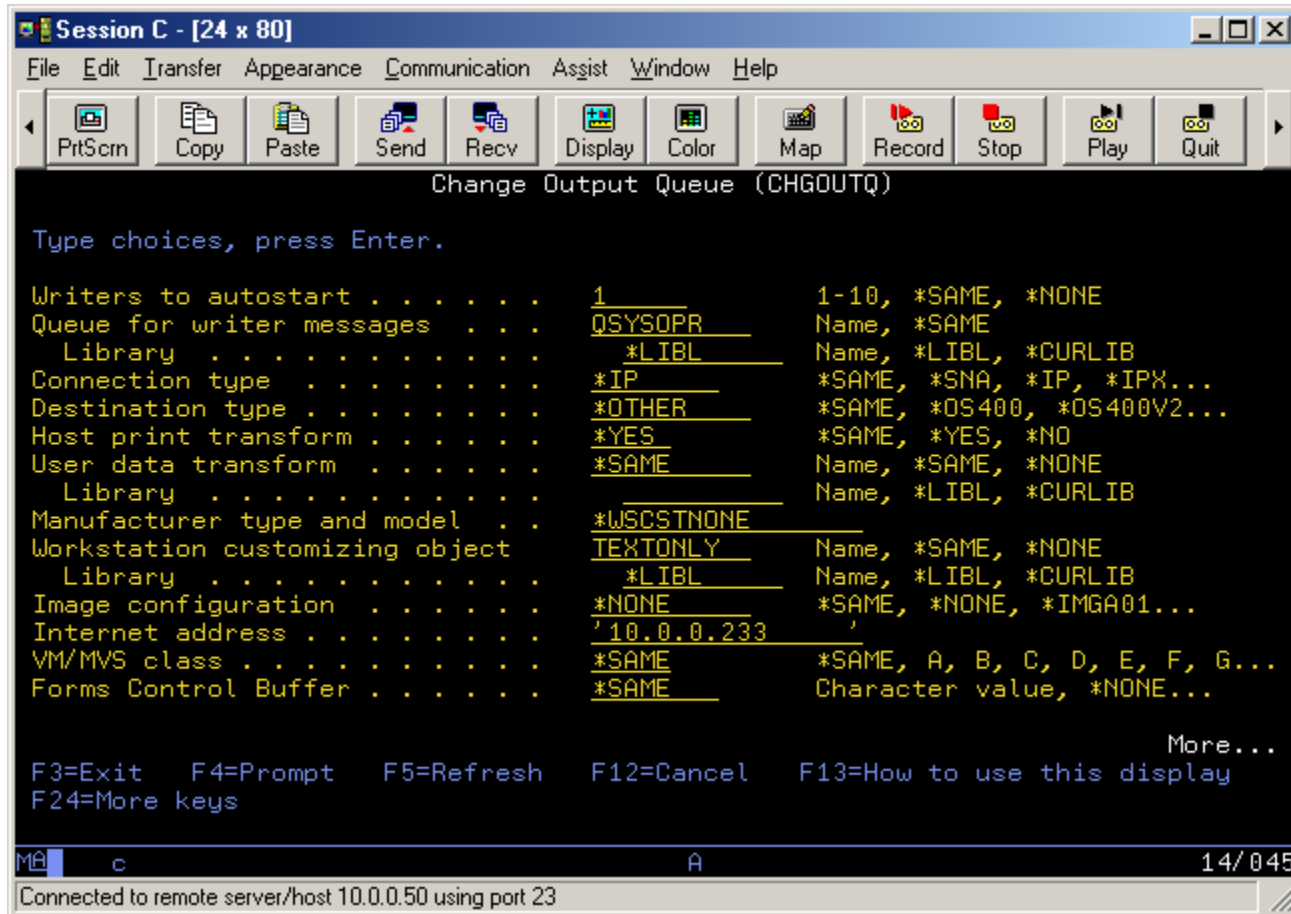 Session C - [24 x 80]
File Edit Transfer Appearance Communication Assist Window Help
PrtScrn Copy Paste Send Recv Display Color Map Record Stop Play Quit
Change Output Queue (CHGOUTQ)
Type choices, press Enter.
Writers to autostart . . . . . . 1 1-10, *SAME, *NONE
Queue for writer messages . . . QSYSOPR Name, *SAME
Library . . . . . . . . . . . *LIBL Name, *LIBL, *CURLIB
Connection type . . . . . . . . *IP *SAME, *SNA, *IP, *IPX...
Destination type . . . . . . . . *OTHER *SAME, *OS400, *OS400V2...
Host print transform . . . . . . *YES *SAME, *YES, *NO
User data transform . . . . . . *SAME Name, *SAME, *NONE
Library . . . . . . . . . . . Name, *LIBL, *CURLIB
Manufacturer type and model . . *WSCSTNONE
Workstation customizing object TEXTONLY Name, *SAME, *NONE
Library . . . . . . . . . . . *LIBL Name, *LIBL, *CURLIB
Image configuration . . . . . . *NONE *SAME, *NONE, *IMGA01...
Internet address . . . . . . . . '10.0.0.233 '
VM/MVS class . . . . . . . . . . *SAME *SAME, A, B, C, D, E, F, G...
Forms Control Buffer . . . . . . *SAME Character value, *NONE...
More...
F3=Exit F4=Prompt F5=Refresh F12=Cancel F13=How to use this display
F24=More keys
MA c A 14/045
Connected to remote server/host 10.0.0.50 using port 23